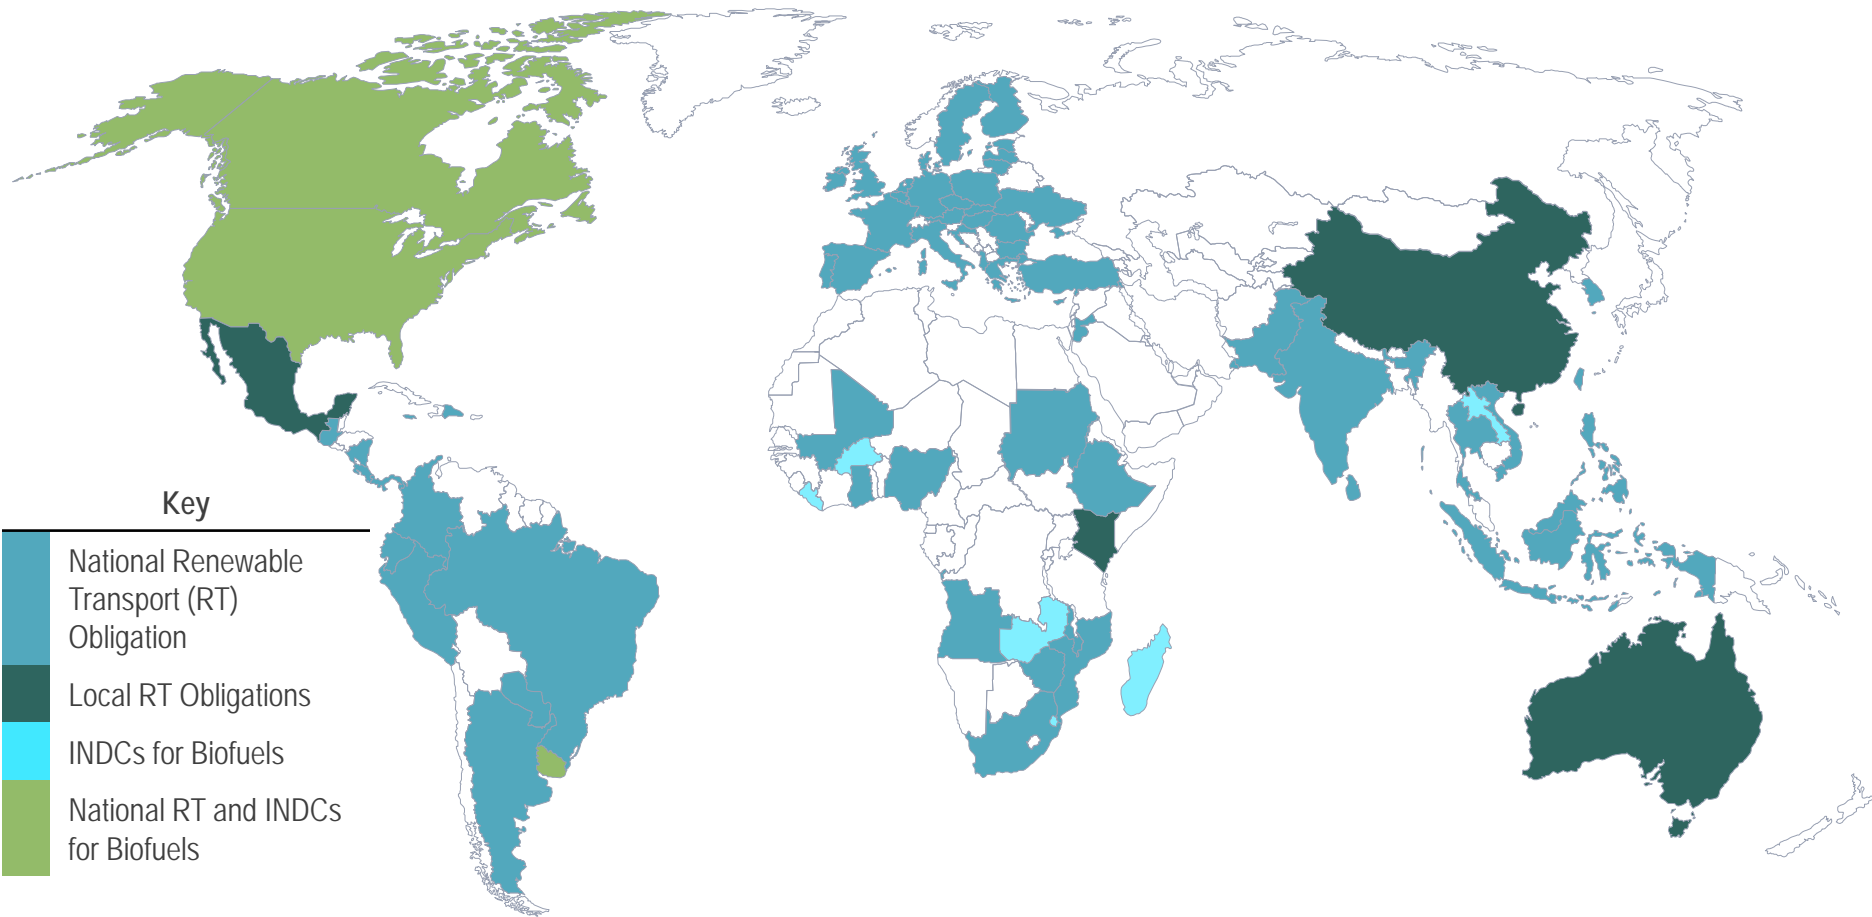 Key
National Renewable
Transport (RT)
Obligation
Local RT Obligations
INDCs for Biofuels
National RT and INDCs
for Biofuels